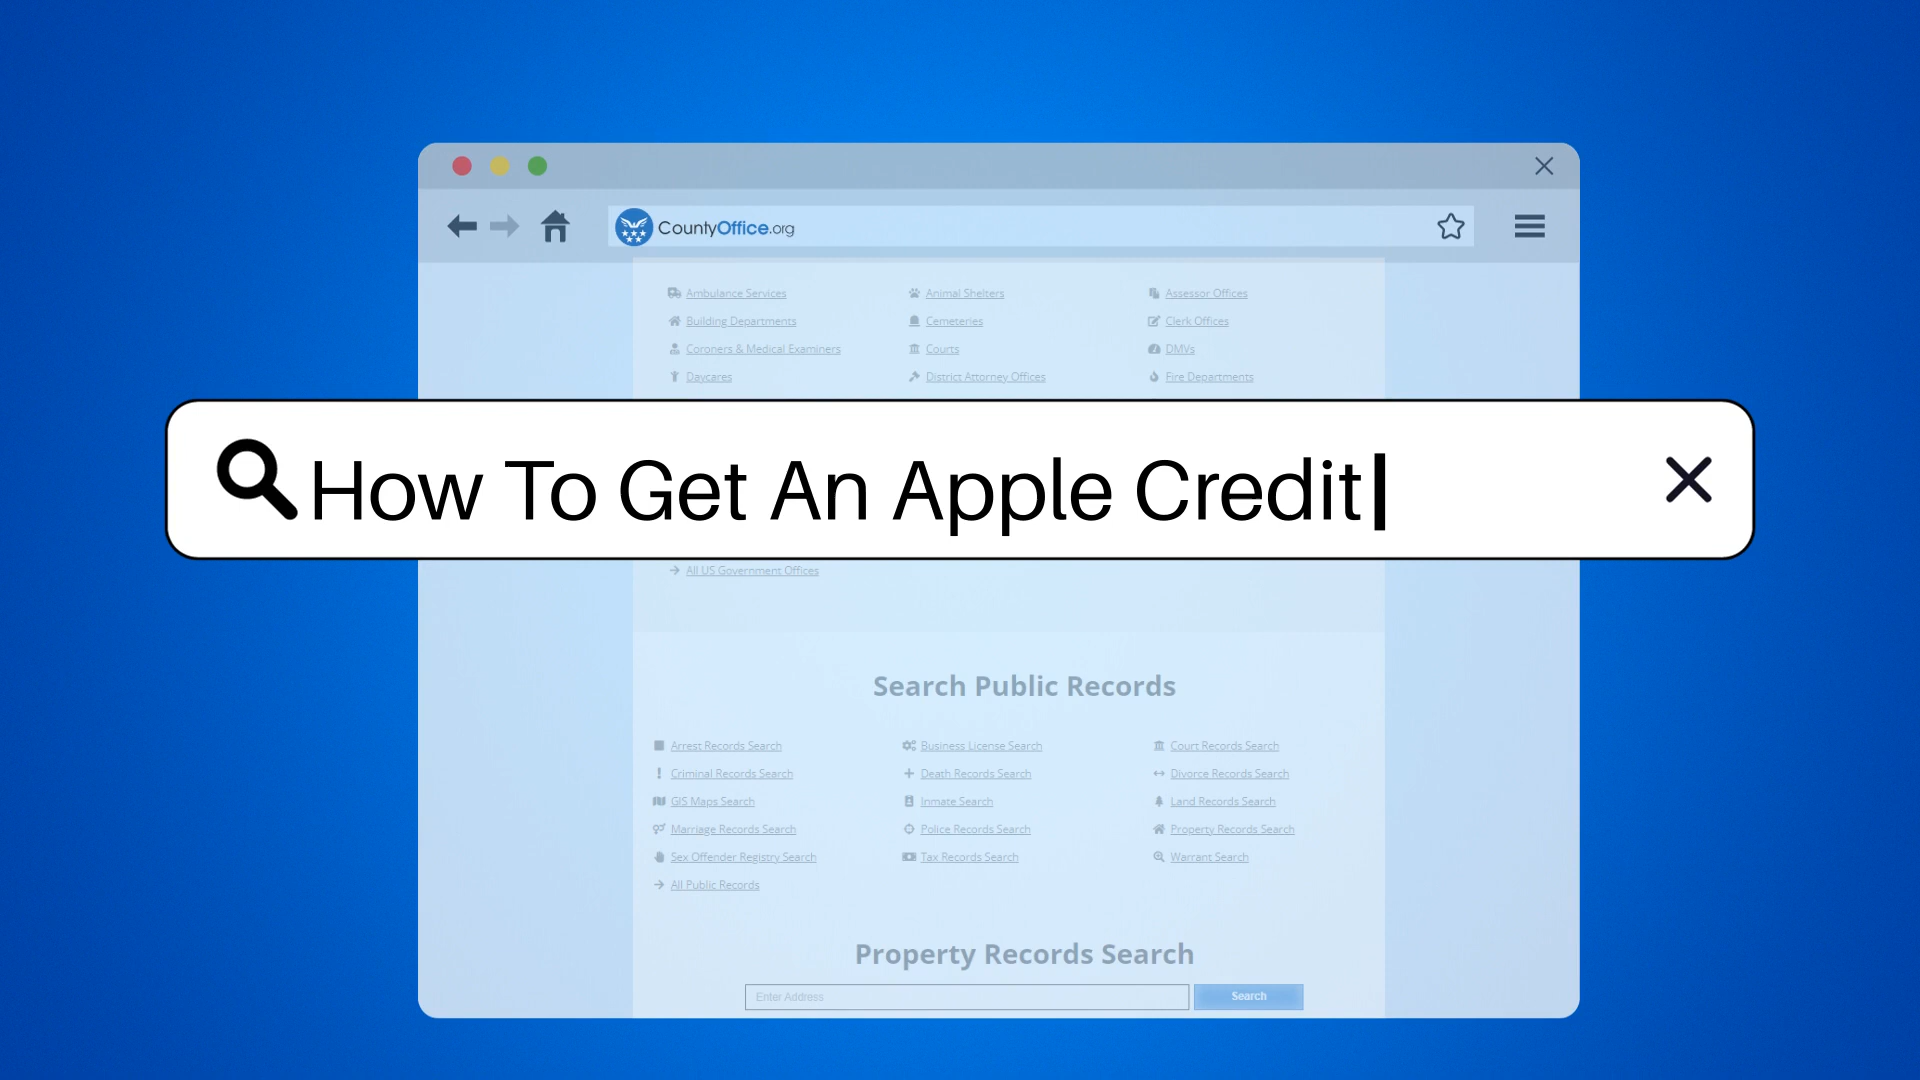 CountyOffice.org
Ambulance Services Animal Shelters Assessor Offices
Building Departments Cemeteries Clerk Offices
Coroners & Medical Examiners Courts DMVs
Daycares District Attorney Offices Fire Departments
How To Get An Apple Credit
All US Government Offices
Search Public Records
Arrest Records Search Business License Search Court Records Search
Criminal Records Search Death Records Search Divorce Records Search
GIS Maps Search Inmate Search Land Records Search
Marriage Records Search Police Records Search Property Records Search
Sex Offender Registry Search Tax Records Search Warrant Search
All Public Records
Property Records Search
Enter Address Search